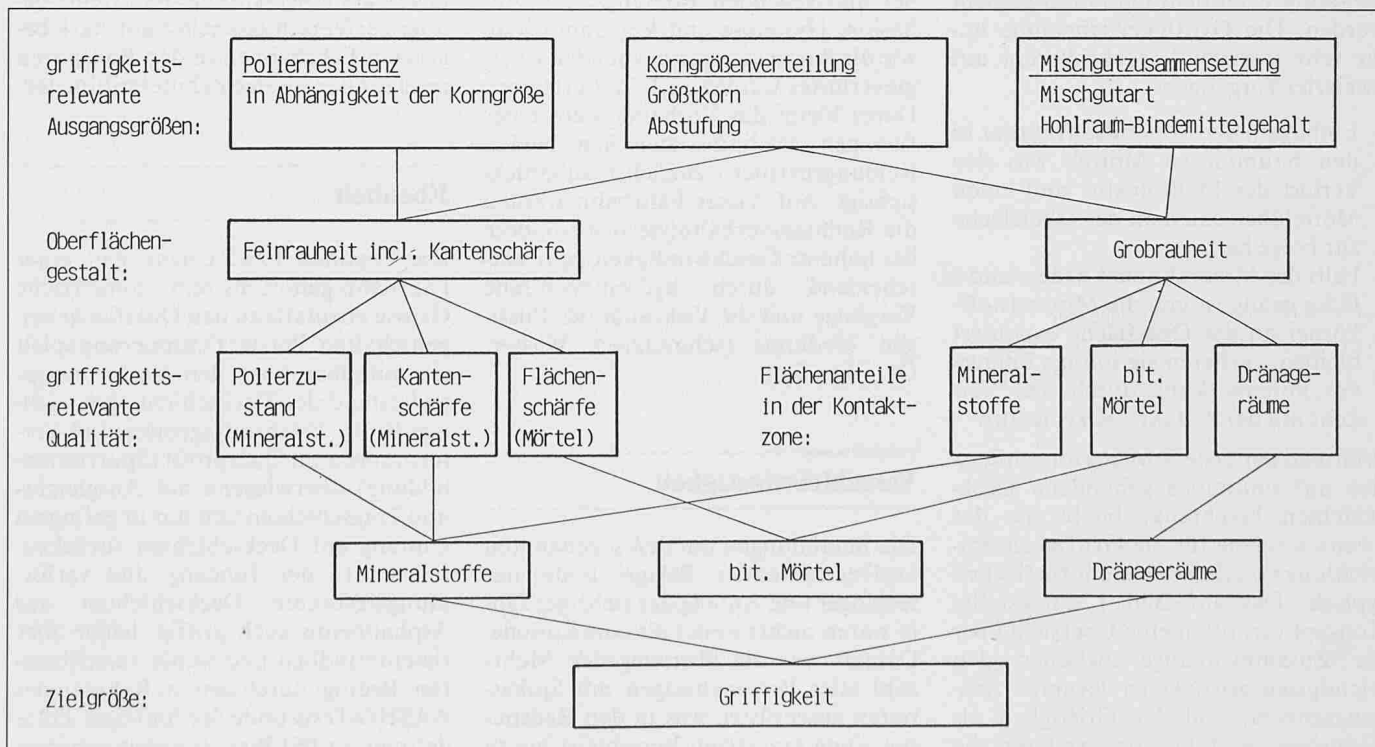 griffigkeits-
relevante
Ausgangsgrößen:
Polierresistenz
in Abhängigkeit der Korngröße
Korngrößenverteilung
Größtkorn
Abstufung
Mischgutzusammensetzung
Mischgutart
Hohlraum-Bindemittelgehalt
Oberflächen-
gestalt:
Feinrauheit incl. Kantenschärfe
Grobrauheit
griffigkeits-
relevante
Qualität:
Polierzu-
stand
(Mineralst.)
Kanten-
schärfe
(Mineralst.)
Flächen-
schärfe
(Mörtel)
Flächenanteile
in der Kontakt-
zone:
Mineral-
stoffe
bit.
Mörtel
Dränage-
räume
Mineralstoffe
bit. Mörtel
Dränageräume
Zielgröße:
Griffigkeit